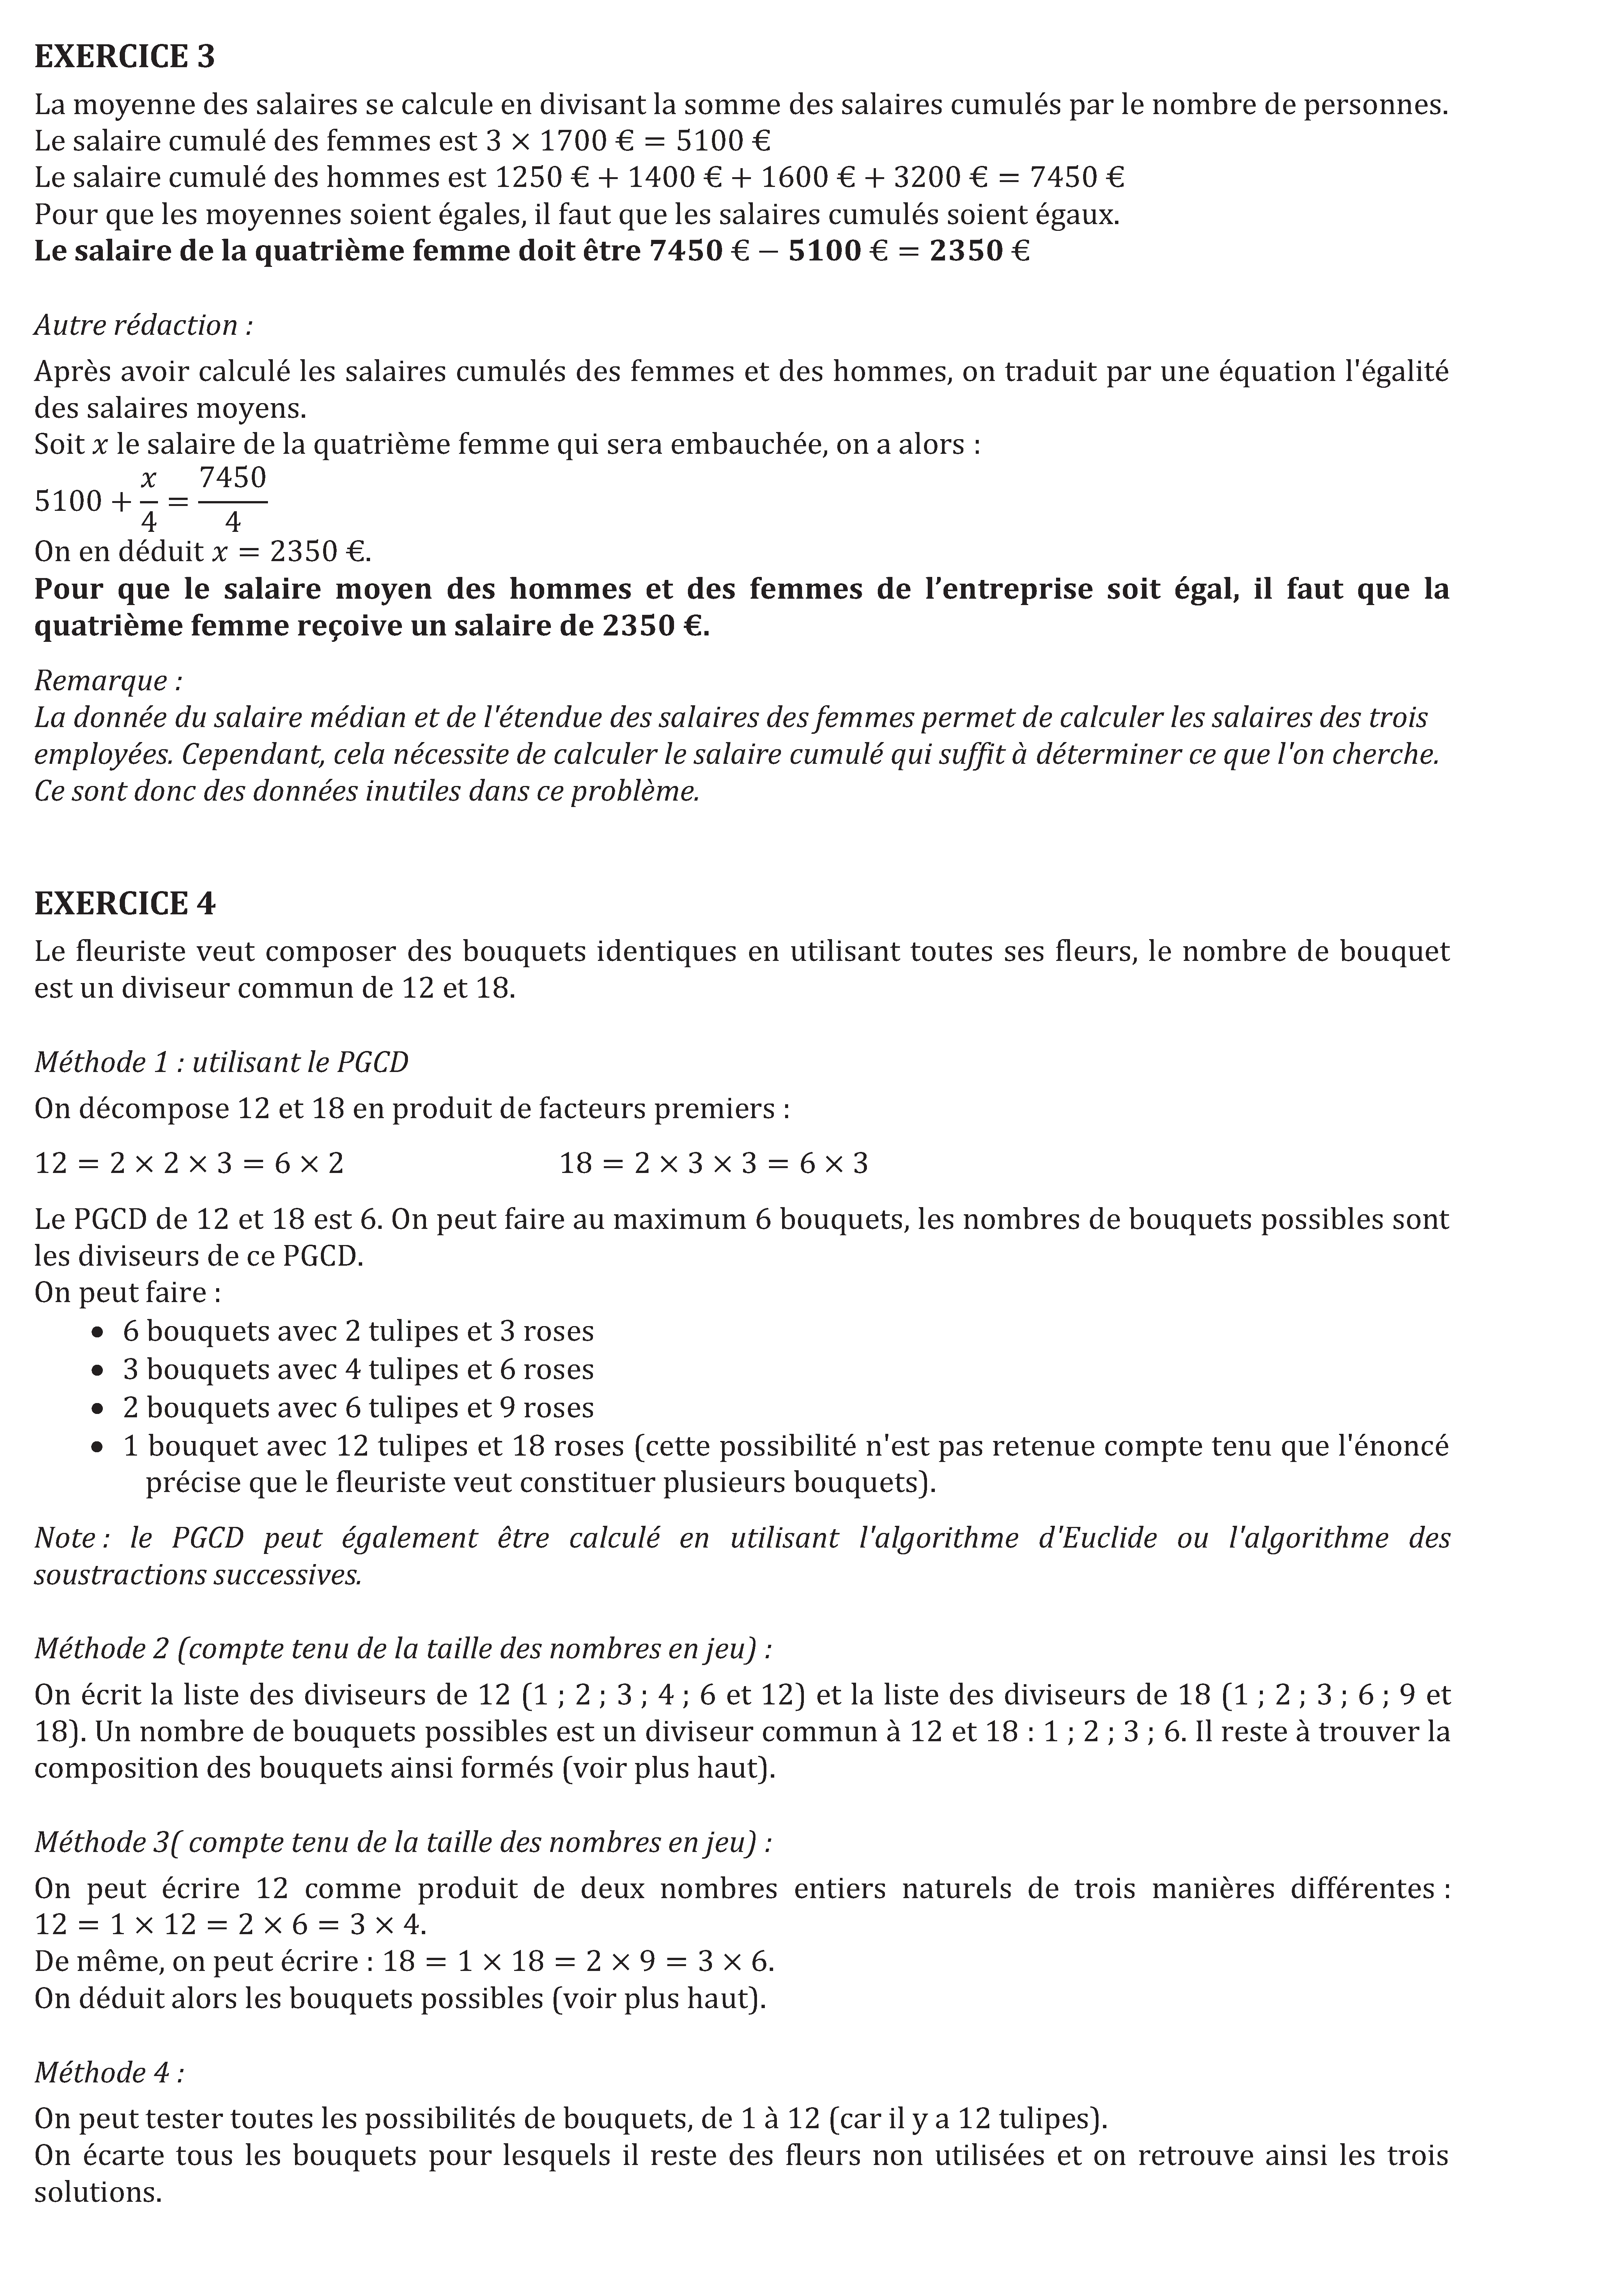 EXERCICE 3
La moyenne des salaires se calcule en divisant la somme des salaires cumulés par le nombre de personnes.
Le salaire cumulé des femmes est 3 × 1700 € = 5100 €
Le salaire cumulé des hommes est 1250 € + 1400 € + 1600 € + 3200 € = 7450 €
Pour que les moyennes soient égales, il faut que les salaires cumulés soient égaux.
Le salaire de la quatrième femme doit être 7450 € − 5100 € = 2350 €
Autre rédaction :
Après avoir calculé les salaires cumulés des femmes et des hommes, on traduit par une équation l'égalité
des salaires moyens.
Soit x le salaire de la quatrième femme qui sera embauchée, on a alors :
5100 + x/4 = 7450/4
On en déduit x = 2350 €.
Pour que le salaire moyen des hommes et des femmes de l’entreprise soit égal, il faut que la
quatrième femme reçoive un salaire de 2350 €.
Remarque :
La donnée du salaire médian et de l'étendue des salaires des femmes permet de calculer les salaires des trois
employées. Cependant, cela nécessite de calculer le salaire cumulé qui suffit à déterminer ce que l'on cherche.
Ce sont donc des données inutiles dans ce problème.
EXERCICE 4
Le fleuriste veut composer des bouquets identiques en utilisant toutes ses fleurs, le nombre de bouquet
est un diviseur commun de 12 et 18.
Méthode 1 : utilisant le PGCD
On décompose 12 et 18 en produit de facteurs premiers :
12 = 2 × 2 × 3 = 6 × 2 18 = 2 × 3 × 3 = 6 × 3
Le PGCD de 12 et 18 est 6. On peut faire au maximum 6 bouquets, les nombres de bouquets possibles sont
les diviseurs de ce PGCD.
On peut faire :
• 6 bouquets avec 2 tulipes et 3 roses
• 3 bouquets avec 4 tulipes et 6 roses
• 2 bouquets avec 6 tulipes et 9 roses
• 1 bouquet avec 12 tulipes et 18 roses (cette possibilité n'est pas retenue compte tenu que l'énoncé
précise que le fleuriste veut constituer plusieurs bouquets).
Note : le PGCD peut également être calculé en utilisant l'algorithme d'Euclide ou l'algorithme des
soustractions successives.
Méthode 2 (compte tenu de la taille des nombres en jeu) :
On écrit la liste des diviseurs de 12 (1 ; 2 ; 3 ; 4 ; 6 et 12) et la liste des diviseurs de 18 (1 ; 2 ; 3 ; 6 ; 9 et
18). Un nombre de bouquets possibles est un diviseur commun à 12 et 18 : 1 ; 2 ; 3 ; 6. Il reste à trouver la
composition des bouquets ainsi formés (voir plus haut).
Méthode 3( compte tenu de la taille des nombres en jeu) :
On peut écrire 12 comme produit de deux nombres entiers naturels de trois manières différentes :
12 = 1 × 12 = 2 × 6 = 3 × 4.
De même, on peut écrire : 18 = 1 × 18 = 2 × 9 = 3 × 6.
On déduit alors les bouquets possibles (voir plus haut).
Méthode 4 :
On peut tester toutes les possibilités de bouquets, de 1 à 12 (car il y a 12 tulipes).
On écarte tous les bouquets pour lesquels il reste des fleurs non utilisées et on retrouve ainsi les trois
solutions.